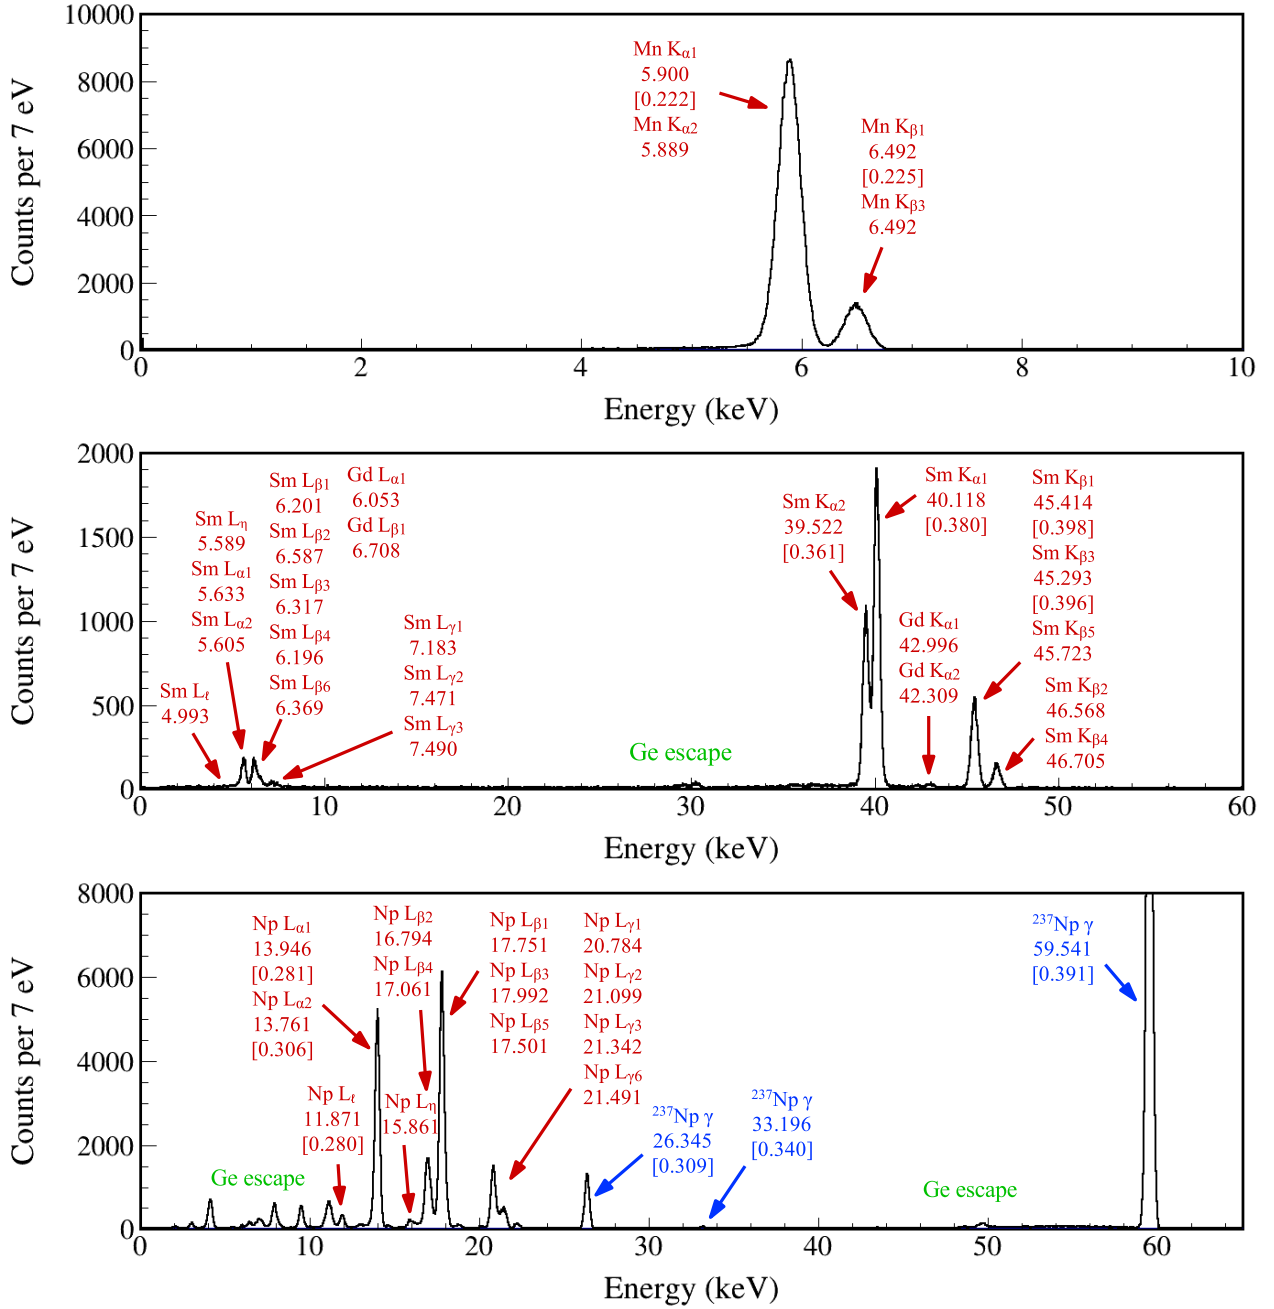 10000
8000
6000
4000
2000
0
Counts per 7 eV
Mn Kα1
5.900
[0.222]
Mn Kα2
5.889
Mn Kβ1
6.492
[0.225]
Mn Kβ3
6.492
0 2 4 6 8 10
Energy (keV)
2000
1500
1000
500
0
Counts per 7 eV
Sm Lℓ
4.993
Sm Lη
5.589
Sm Lα1
5.633
Sm Lα2
5.605
Sm Lβ1
6.201
Sm Lβ2
6.587
Sm Lβ3
6.317
Sm Lβ4
6.196
Sm Lβ6
6.369
Gd Lα1
6.053
Gd Lβ1
6.708
Sm Lγ1
7.183
Sm Lγ2
7.471
Sm Lγ3
7.490
Ge escape
Sm Kα2
39.522
[0.361]
Sm Kα1
40.118
[0.380]
Gd Kα1
42.996
Gd Kα2
42.309
Sm Kβ1
45.414
[0.398]
Sm Kβ3
45.293
[0.396]
Sm Kβ5
45.723
Sm Kβ2
46.568
Sm Kβ4
46.705
0 10 20 30 40 50 60
Energy (keV)
8000
6000
4000
2000
0
Counts per 7 eV
Ge escape
Np Lα1
13.946
[0.281]
Np Lα2
13.761
[0.306]
Np Lℓ
11.871
[0.280]
Np Lβ2
16.794
Np Lβ4
17.061
Np Lη
15.861
Np Lβ1
17.751
Np Lβ3
17.992
Np Lβ5
17.501
Np Lγ1
20.784
Np Lγ2
21.099
Np Lγ3
21.342
Np Lγ6
21.491
²³⁷Np γ
26.345
[0.309]
²³⁷Np γ
33.196
[0.340]
Ge escape
²³⁷Np γ
59.541
[0.391]
0 10 20 30 40 50 60
Energy (keV)